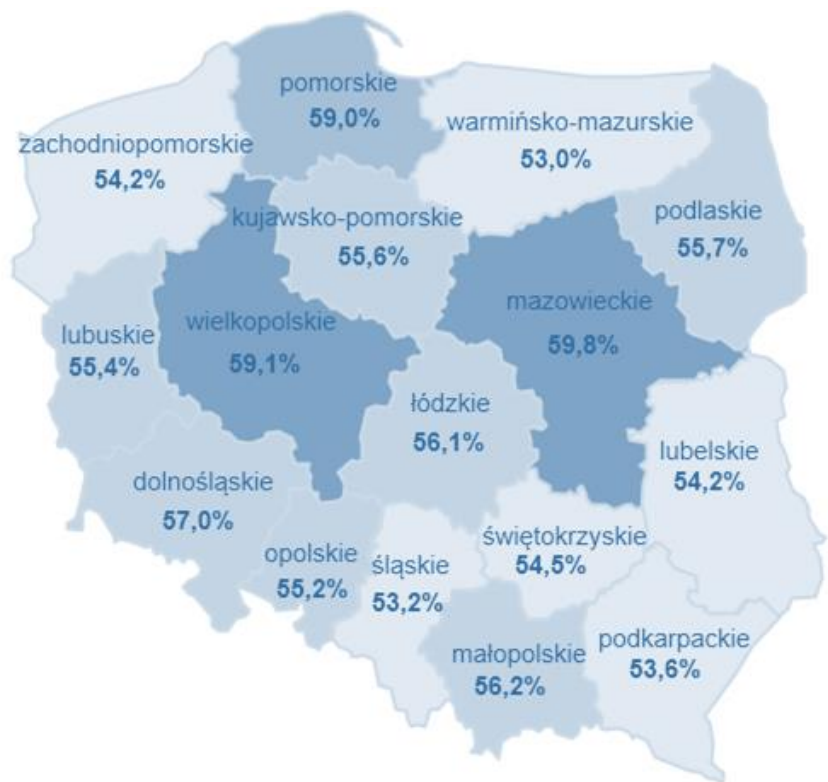 pomorskie
59,0%
warmińsko-mazurskie
53,0%
zachodniopomorskie
54,2%
kujawsko-pomorskie
55,6%
podlaskie
55,7%
wielkopolskie
59,1%
mazowieckie
59,8%
lubuskie
55,4%
łódzkie
56,1%
lubelskie
54,2%
dolnośląskie
57,0%
opolskie
55,2%
śląskie
53,2%
świętokrzyskie
54,5%
małopolskie
56,2%
podkarpackie
53,6%